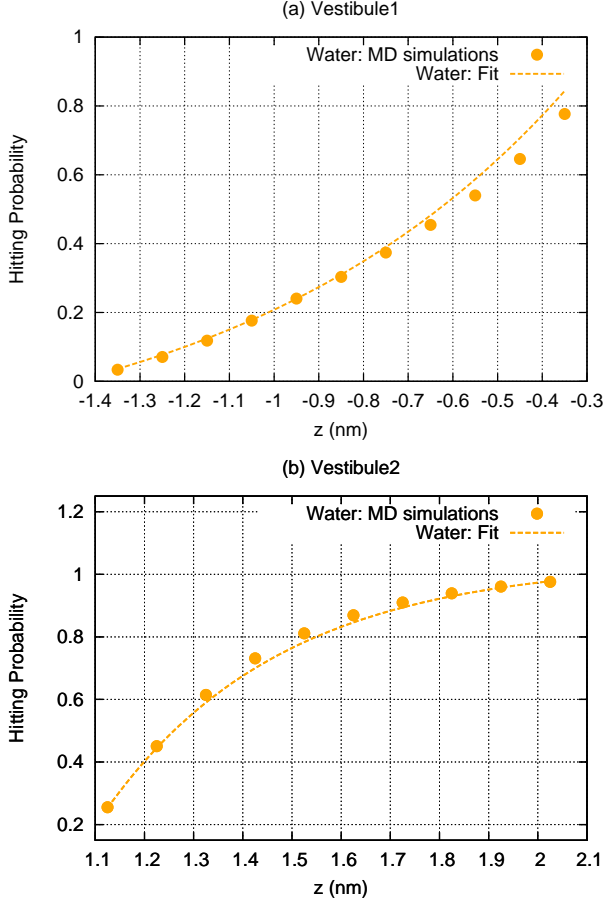 (a) Vestibule1
1
0.8
0.6
0.4
0.2
0
Hitting Probability
Water: MD simulations
Water: Fit
-1.4 -1.3 -1.2 -1.1 -1 -0.9 -0.8 -0.7 -0.6 -0.5 -0.4 -0.3
z (nm)
(b) Vestibule2
1.2
1
0.8
0.6
0.4
0.2
Hitting Probability
Water: MD simulations
Water: Fit
1.1 1.2 1.3 1.4 1.5 1.6 1.7 1.8 1.9 2 2.1
z (nm)